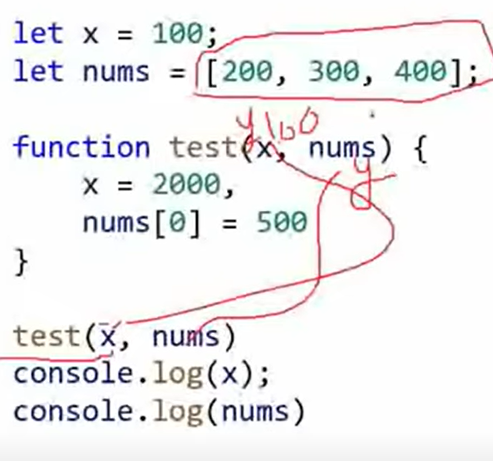 let x = 100;
let nums = [200, 300, 400];
function test(x, nums) {
x = 2000,
nums[0] = 500
}
test(x, nums)
console.log(x);
console.log(nums)